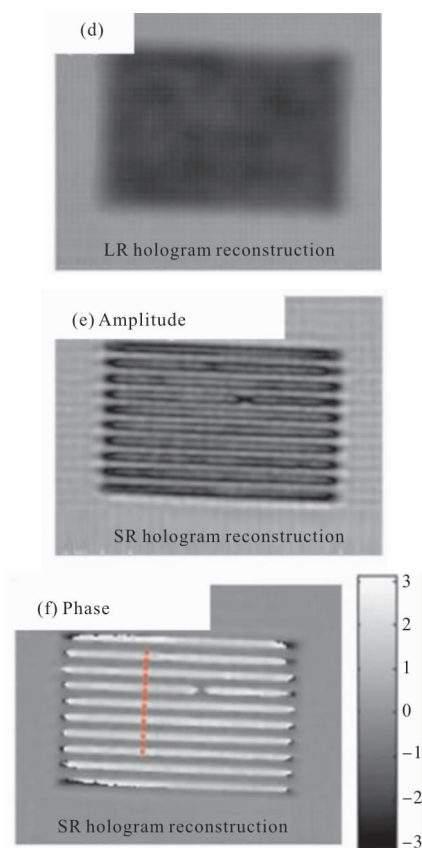 (d)
LR hologram reconstruction
(e) Amplitude
SR hologram reconstruction
(f) Phase
3
2
1
0
−1
−2
−3
SR hologram reconstruction